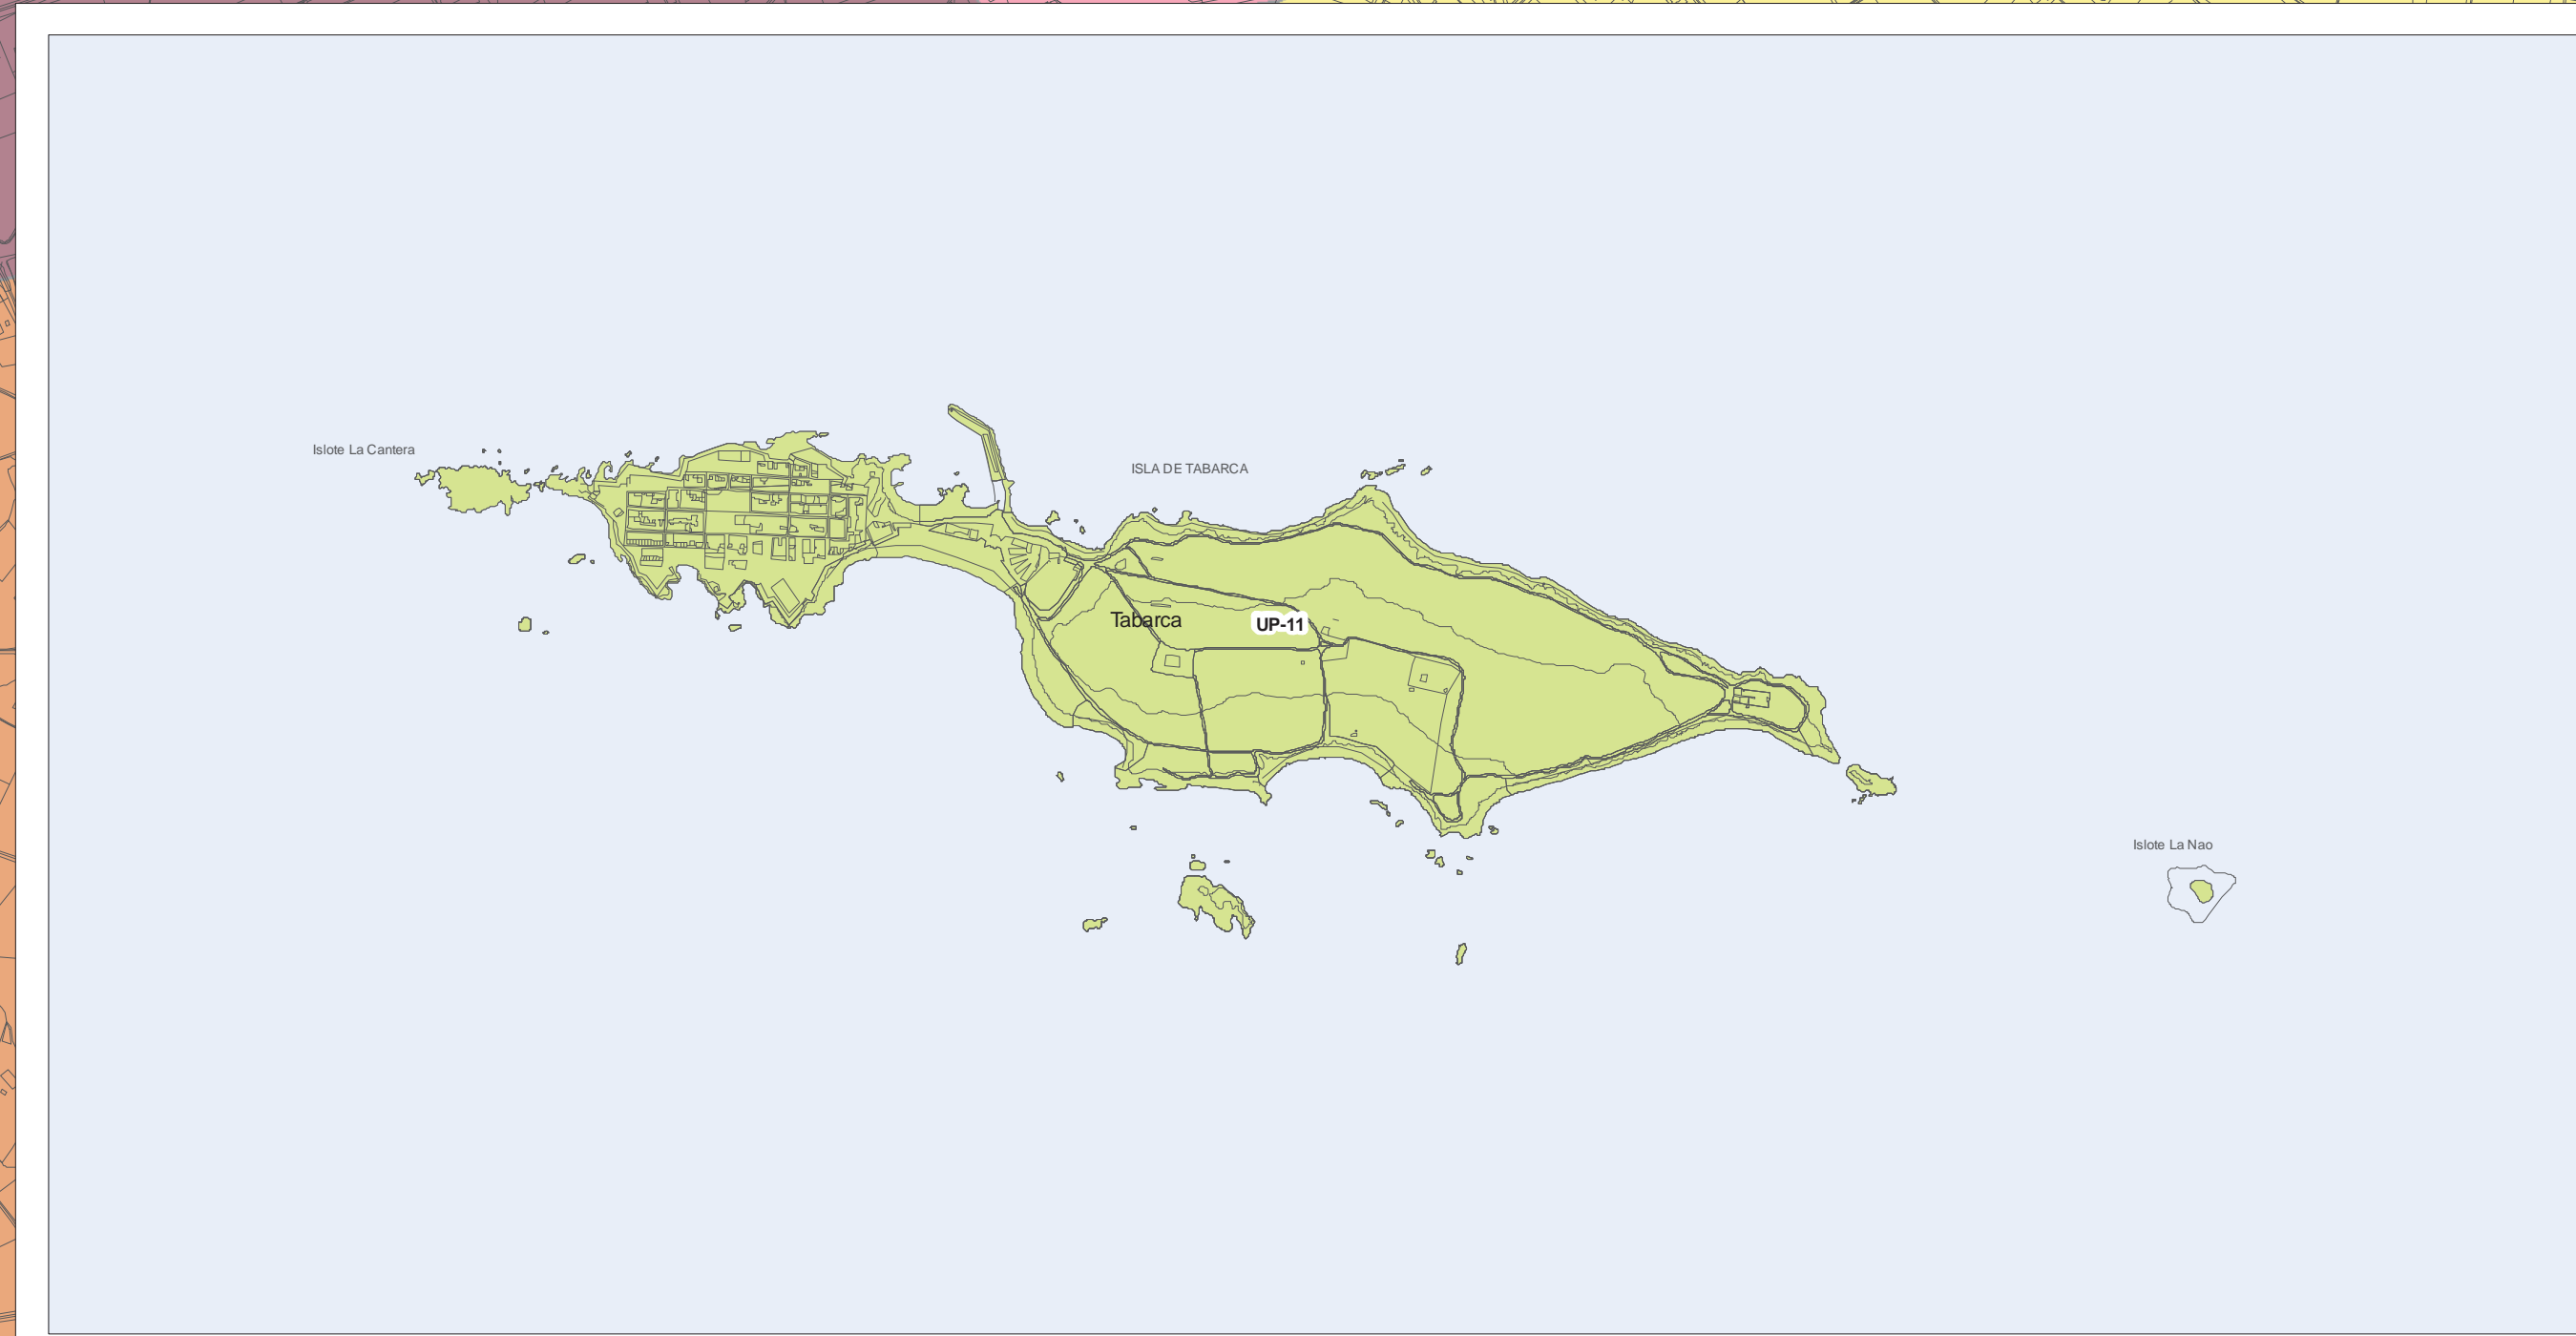 Islote La Cantera
ISLA DE TABARCA
Tabarca
UP-11
Islote La Nao